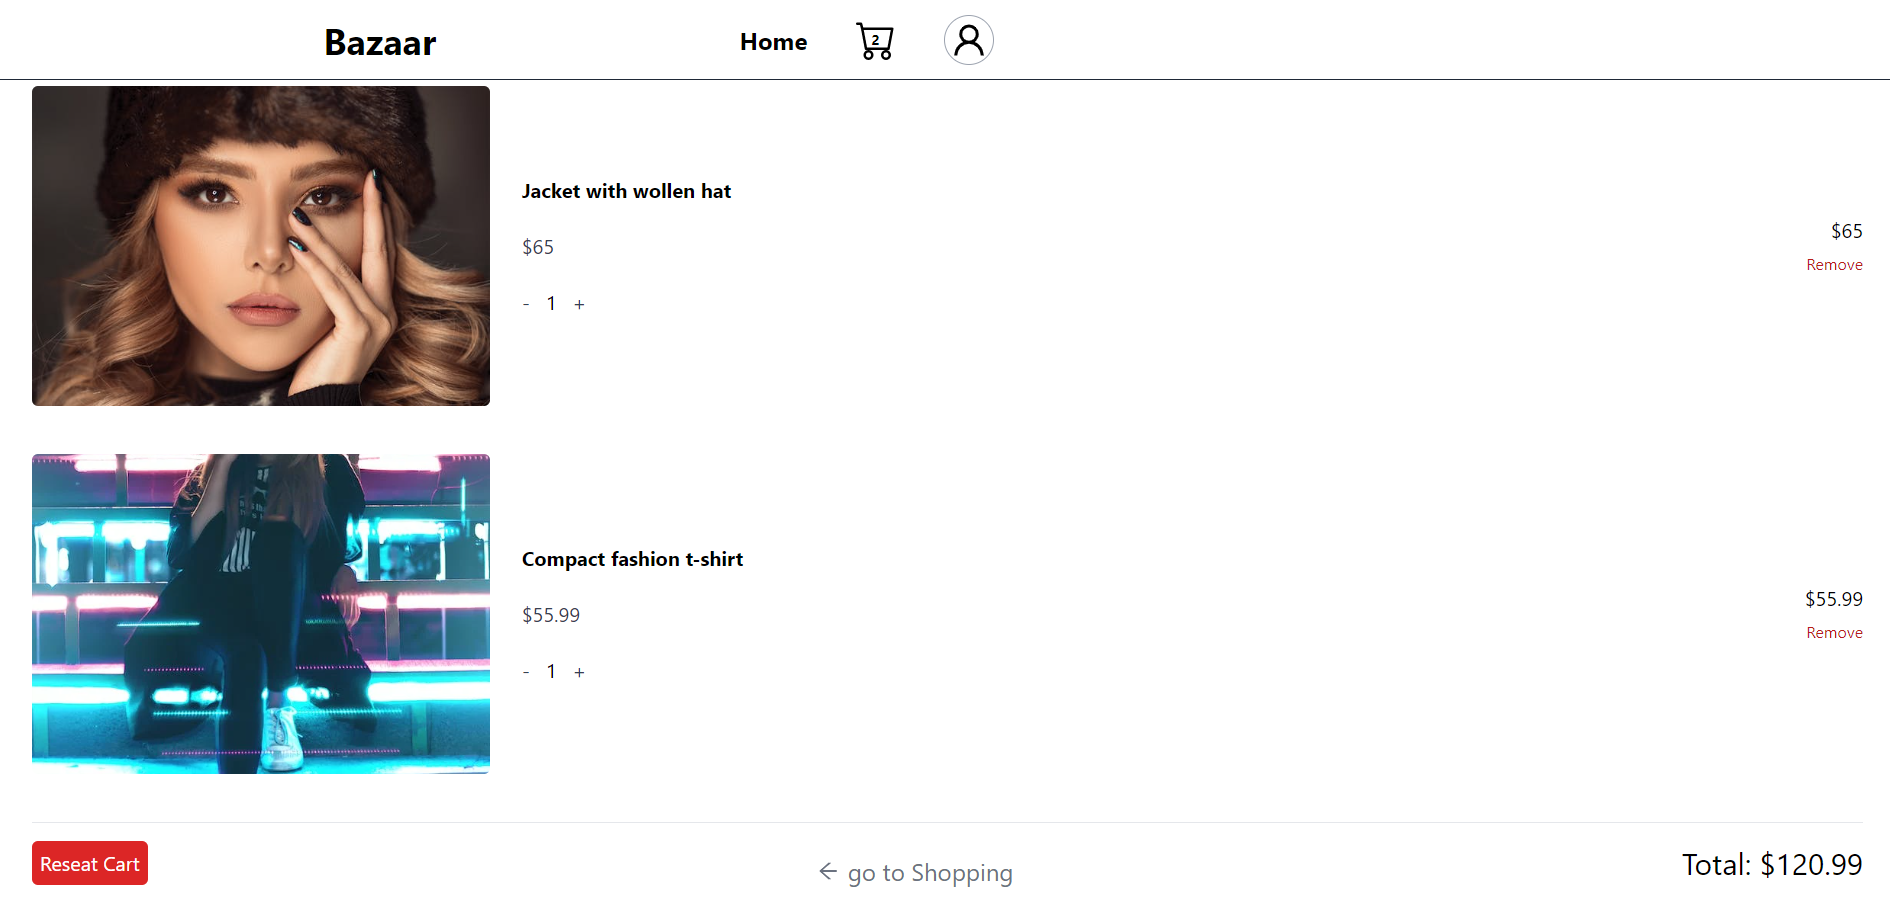 Bazaar
Home
2
Jacket with wollen hat
$65
- 1 +
$65
Remove
Compact fashion t-shirt
$55.99
- 1 +
$55.99
Remove
Reseat Cart
← go to Shopping
Total: $120.99